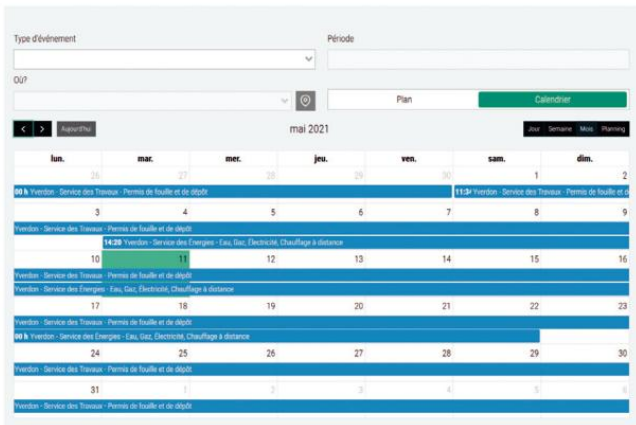 Type d'événement Période
Où?
Plan Calendrier
< > Aujourd'hui mai 2021 Jour Semaine Mois Planning
lun. mar. mer. jeu. ven. sam. dim.
26 27 28 29 30 1 2
00 h Yverdon - Service des Travaux - Permis de fouille et de dépôt 11:34 Yverdon - Service des Travaux - Permis de fouille et d
3 4 5 6 7 8 9
Yverdon - Service des Travaux - Permis de fouille et de dépôt
14:20 Yverdon - Service des Énergies - Eau, Gaz, Électricité, Chauffage à distance
10 11 12 13 14 15 16
Yverdon - Service des Travaux - Permis de fouille et de dépôt
Yverdon - Service des Énergies - Eau, Gaz, Électricité, Chauffage à distance
17 18 19 20 21 22 23
Yverdon - Service des Travaux - Permis de fouille et de dépôt
00 h Yverdon - Service des Énergies - Eau, Gaz, Électricité, Chauffage à distance
24 25 26 27 28 29 30
Yverdon - Service des Travaux - Permis de fouille et de dépôt
31 1 2 3 4 5 6
Yverdon - Service des Travaux - Permis de fouille et de dépôt